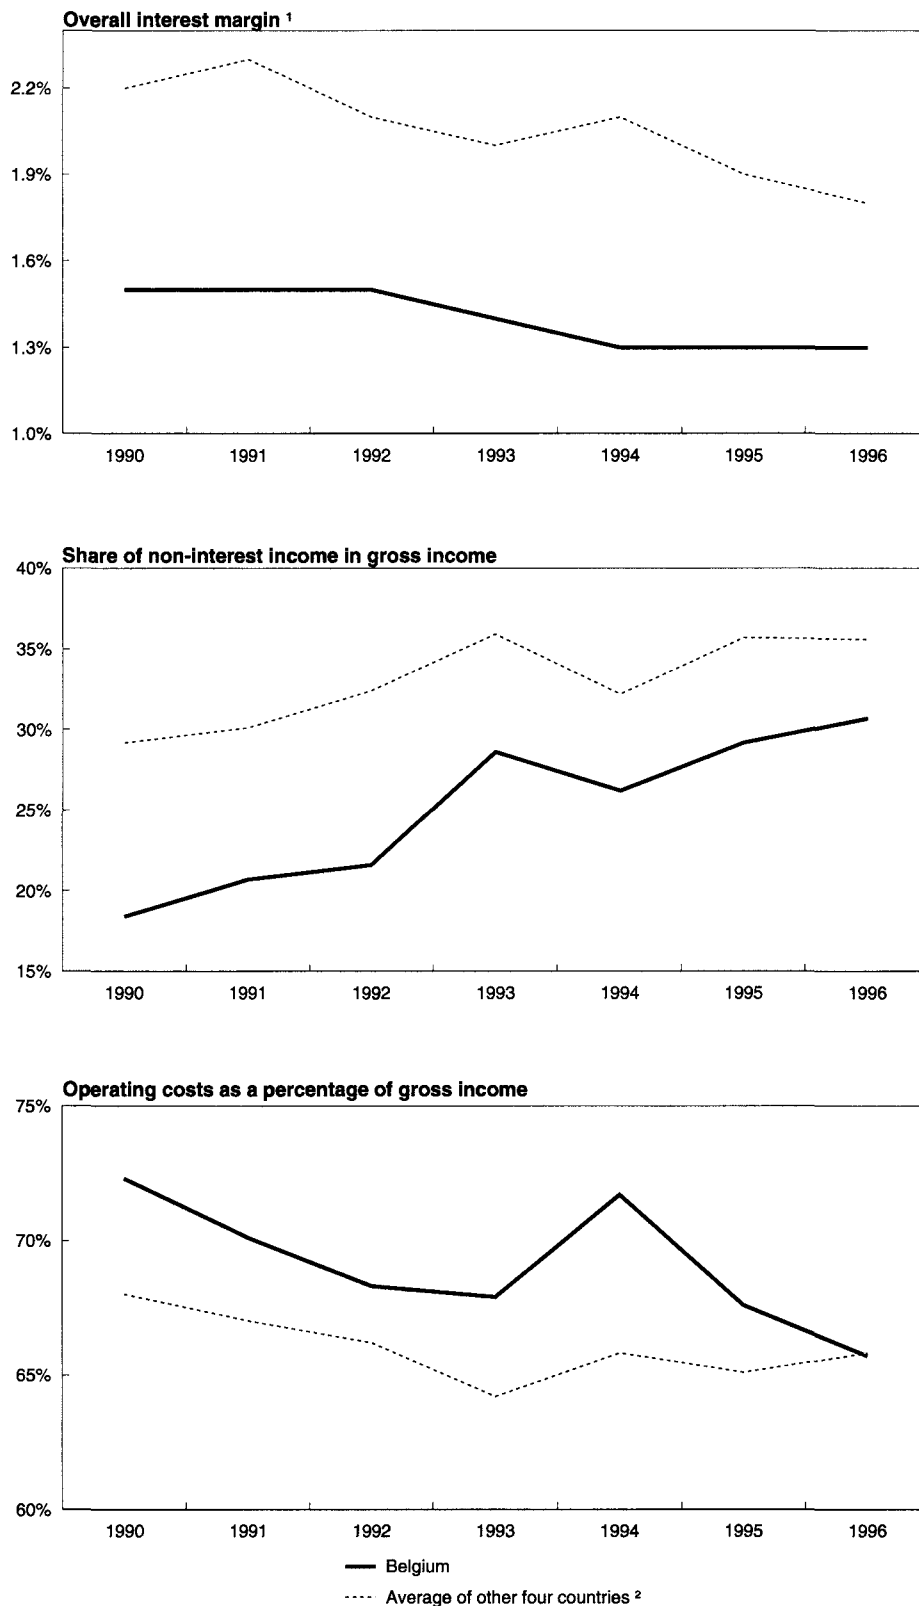 Overall interest margin ¹
2.2%
1.9%
1.6%
1.3%
1.0%
1990 1991 1992 1993 1994 1995 1996
Share of non-interest income in gross income
40%
35%
30%
25%
20%
15%
1990 1991 1992 1993 1994 1995 1996
Operating costs as a percentage of gross income
75%
70%
65%
60%
1990 1991 1992 1993 1994 1995 1996
Belgium
Average of other four countries ²